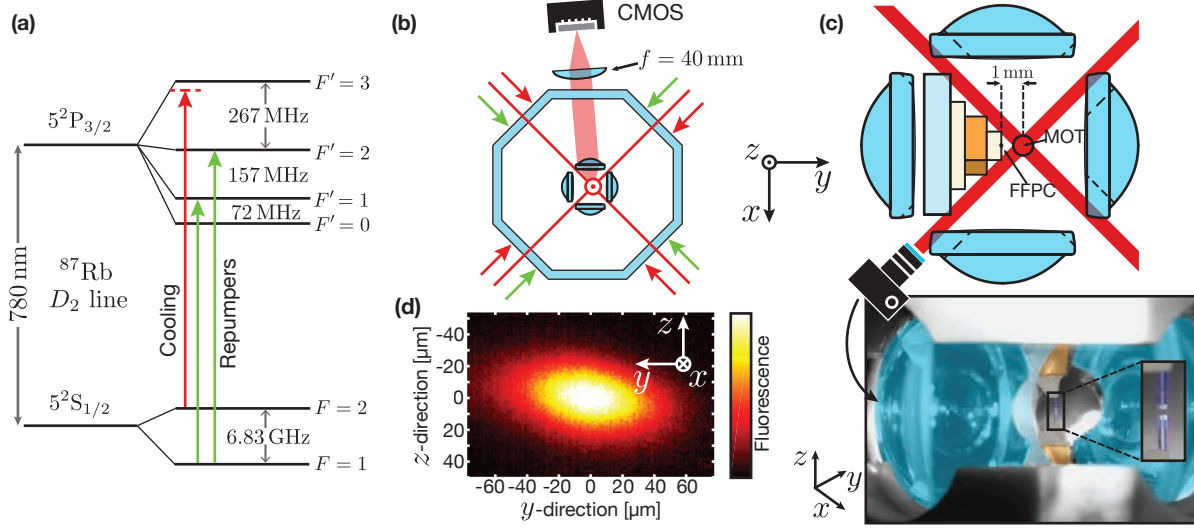 (a)
5²P₃/₂
F′ = 3
267 MHz
F′ = 2
157 MHz
F′ = 1
72 MHz
F′ = 0
780 nm
⁸⁷Rb
D₂ line
Cooling
Repumpers
5²S₁/₂
F = 2
6.83 GHz
F = 1
(b)
CMOS
f = 40 mm
z
y
x
(c)
1 mm
MOT
FFPC
(d)
z-direction [µm]
-40
-20
0
20
40
-60 -40 -20 0 20 40 60
y-direction [µm]
z
y
x
Fluorescence
z
y
x